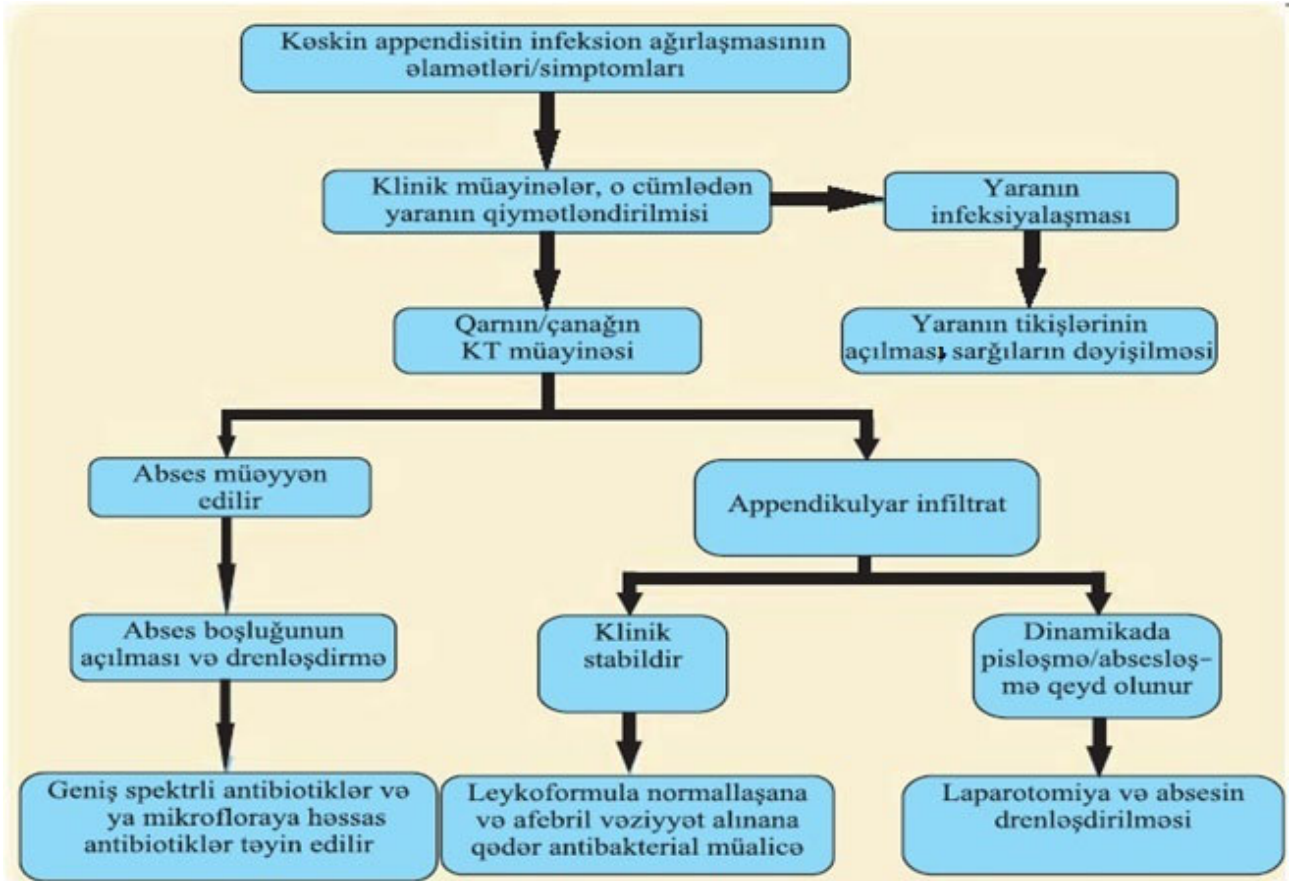 Kəskin appendisitin infeksion ağırlaşmasının
əlamətləri/simptomları
Klinik müayinələr, o cümlədən
yaranın qiymətləndirilmisi
Yaranın
infeksiyalaşması
Qarnın/çanağın
KT müayinəsi
Yaranın tikişlərinin
açılması, sarğıların dəyişilməsi
Abses müəyyən
edilir
Appendikulyar infiltrat
Abses boşluğunun
açılması və drenləşdirmə
Klinik
stabildir
Dinamikada
pisləşmə/absesləş–
mə qeyd olunur
Geniş spektrli antibiotiklər və
ya mikrofloraya həssas
antibiotiklər təyin edilir
Leykoformula normallaşana
və afebril vəziyyət alınana
qədər antibakterial müalicə
Laparotomiya və absesin
drenləşdirilməsi